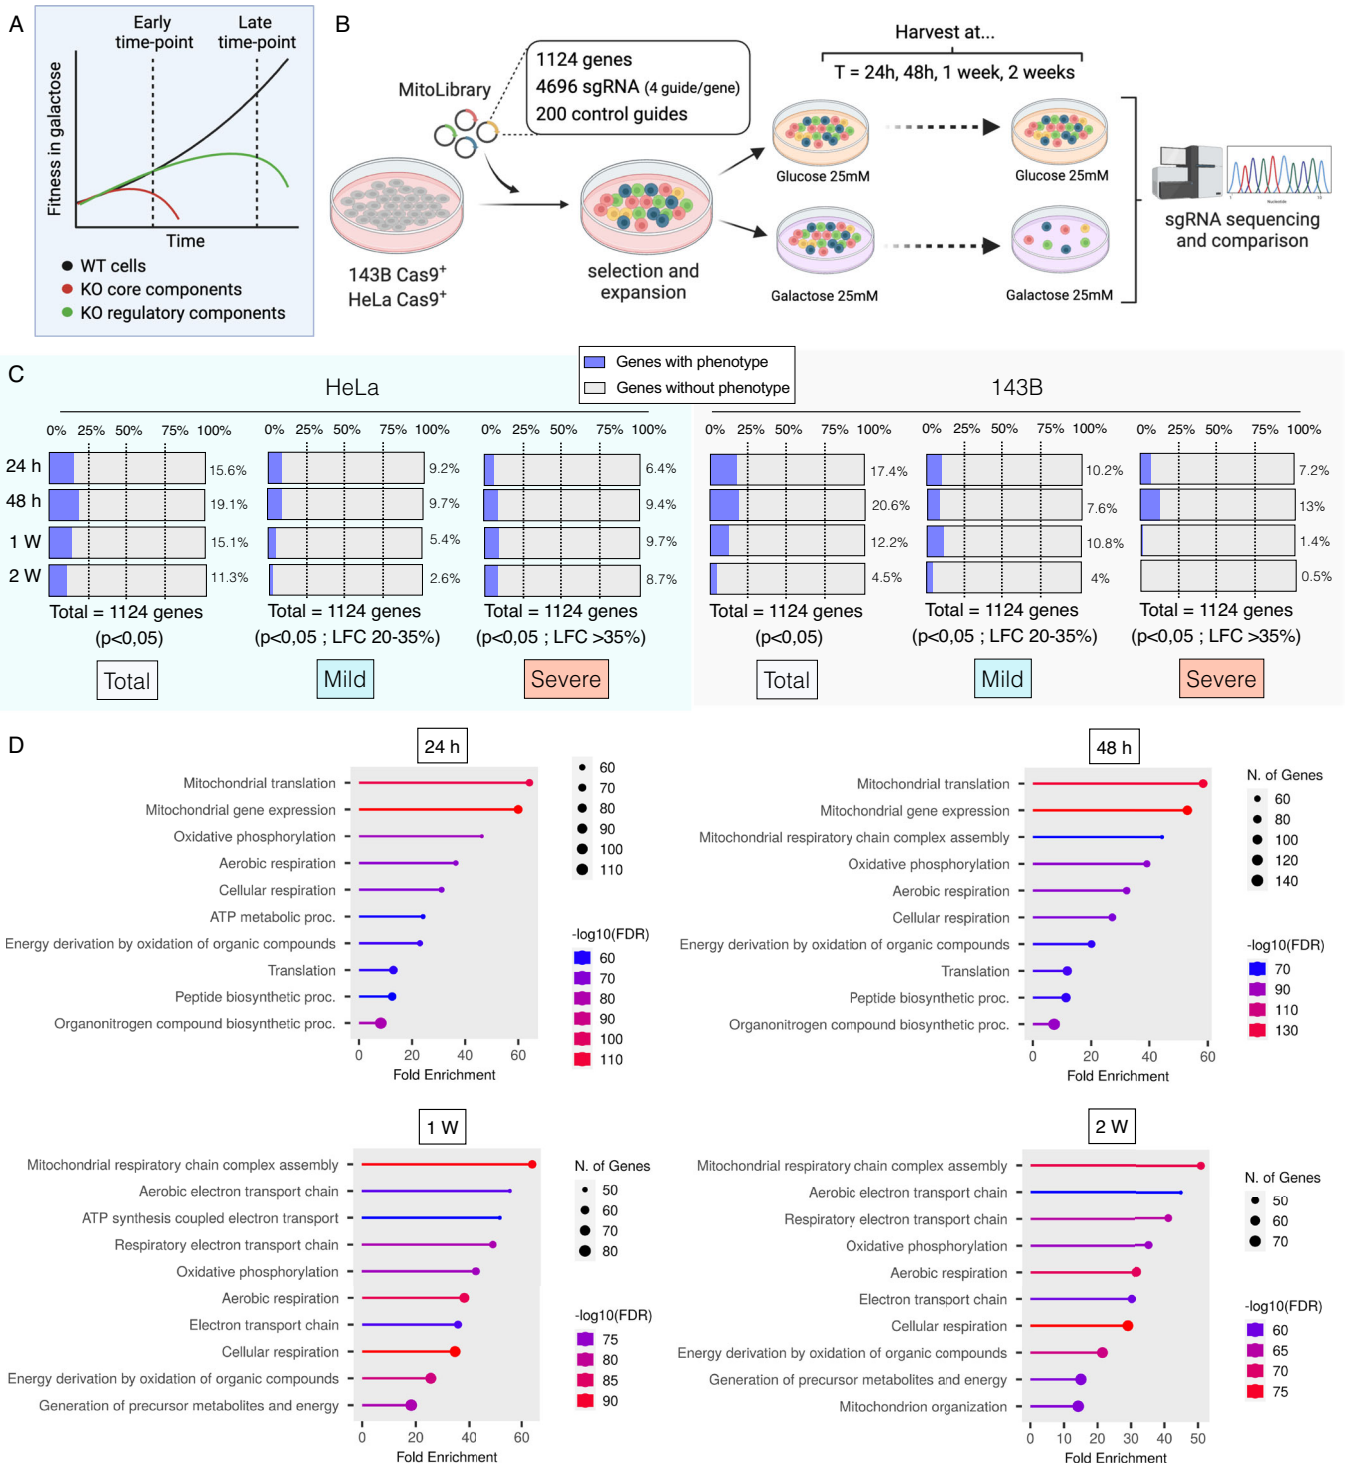 A
Early
time-point
Late
time-point
Fitness in galactose
Time
WT cells
KO core components
KO regulatory components
B
MitoLibrary
1124 genes
4696 sgRNA (4 guide/gene)
200 control guides
143B Cas9+
HeLa Cas9+
selection and
expansion
Harvest at...
T = 24h, 48h, 1 week, 2 weeks
Glucose 25mM
Glucose 25mM
Galactose 25mM
Galactose 25mM
Nucleotide
sgRNA sequencing
and comparison
C
Genes with phenotype
Genes without phenotype
HeLa
143B
0% 25% 50% 75% 100% 0% 25% 50% 75% 100% 0% 25% 50% 75% 100% 0% 25% 50% 75% 100% 0% 25% 50% 75% 100% 0% 25% 50% 75% 100%
24 h 15.6% 9.2% 6.4% 17.4% 10.2% 7.2%
48 h 19.1% 9.7% 9.4% 20.6% 7.6% 13%
1 W 15.1% 5.4% 9.7% 12.2% 10.8% 1.4%
2 W 11.3% 2.6% 8.7% 4.5% 4% 0.5%
Total = 1124 genes Total = 1124 genes Total = 1124 genes Total = 1124 genes Total = 1124 genes Total = 1124 genes
(p<0,05) (p<0,05 ; LFC 20-35%) (p<0,05 ; LFC >35%) (p<0,05) (p<0,05 ; LFC 20-35%) (p<0,05 ; LFC >35%)
Total Mild Severe Total Mild Severe
D
24 h
Mitochondrial translation
Mitochondrial gene expression
Oxidative phosphorylation
Aerobic respiration
Cellular respiration
ATP metabolic proc.
Energy derivation by oxidation of organic compounds
Translation
Peptide biosynthetic proc.
Organonitrogen compound biosynthetic proc.
0 20 40 60
Fold Enrichment
60
70
80
90
100
110
-log10(FDR)
60
70
80
90
100
110
48 h
Mitochondrial translation
Mitochondrial gene expression
Mitochondrial respiratory chain complex assembly
Oxidative phosphorylation
Aerobic respiration
Cellular respiration
Energy derivation by oxidation of organic compounds
Translation
Peptide biosynthetic proc.
Organonitrogen compound biosynthetic proc.
0 20 40 60
Fold Enrichment
N. of Genes
60
80
100
120
140
-log10(FDR)
70
90
110
130
1 W
Mitochondrial respiratory chain complex assembly
Aerobic electron transport chain
ATP synthesis coupled electron transport
Respiratory electron transport chain
Oxidative phosphorylation
Aerobic respiration
Electron transport chain
Cellular respiration
Energy derivation by oxidation of organic compounds
Generation of precursor metabolites and energy
0 20 40 60
Fold Enrichment
N. of Genes
50
60
70
80
-log10(FDR)
75
80
85
90
2 W
Mitochondrial respiratory chain complex assembly
Aerobic electron transport chain
Respiratory electron transport chain
Oxidative phosphorylation
Aerobic respiration
Electron transport chain
Cellular respiration
Energy derivation by oxidation of organic compounds
Generation of precursor metabolites and energy
Mitochondrion organization
0 10 20 30 40 50
Fold Enrichment
N. of Genes
50
60
70
-log10(FDR)
60
65
70
75